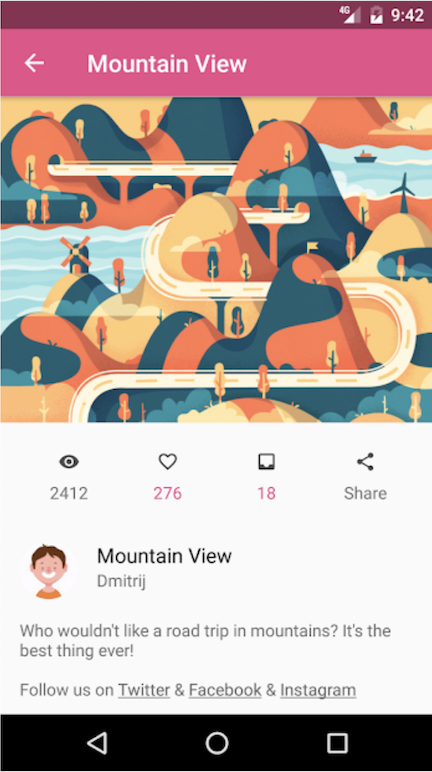 4G 9:42
Mountain View
2412 276 18 Share
Mountain View
Dmitrij
Who wouldn't like a road trip in mountains? It's the
best thing ever!
Follow us on Twitter & Facebook & Instagram